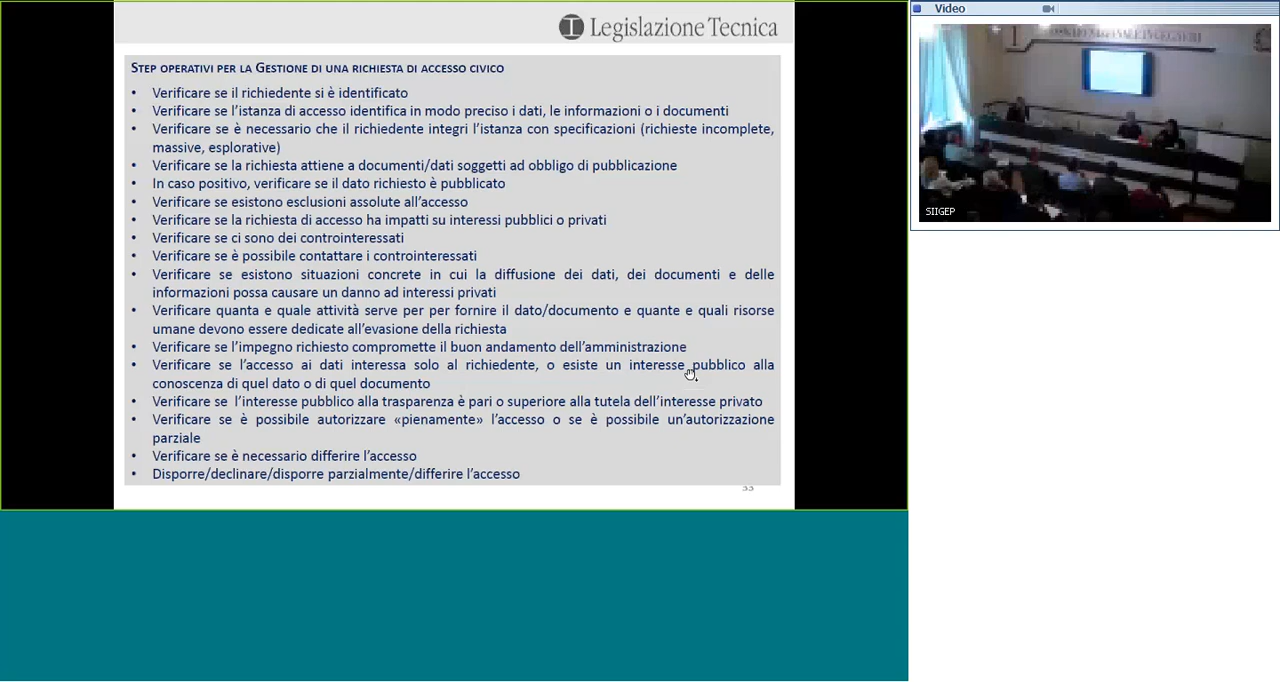 Legislazione Tecnica
Step operativi per la Gestione di una richiesta di accesso civico
• Verificare se il richiedente si è identificato
• Verificare se l'istanza di accesso identifica in modo preciso i dati, le informazioni o i documenti
• Verificare se è necessario che il richiedente integri l'istanza con specificazioni (richieste incomplete,
massive, esplorative)
• Verificare se la richiesta attiene a documenti/dati soggetti ad obbligo di pubblicazione
• In caso positivo, verificare se il dato richiesto è pubblicato
• Verificare se esistono esclusioni assolute all'accesso
• Verificare se la richiesta di accesso ha impatti su interessi pubblici o privati
• Verificare se ci sono dei controinteressati
• Verificare se è possibile contattare i controinteressati
• Verificare se esistono situazioni concrete in cui la diffusione dei dati, dei documenti e delle
informazioni possa causare un danno ad interessi privati
• Verificare quanta e quale attività serve per per fornire il dato/documento e quante e quali risorse
umane devono essere dedicate all'evasione della richiesta
• Verificare se l'impegno richiesto compromette il buon andamento dell'amministrazione
• Verificare se l'accesso ai dati interessa solo al richiedente, o esiste un interesse pubblico alla
conoscenza di quel dato o di quel documento
• Verificare se l'interesse pubblico alla trasparenza è pari o superiore alla tutela dell'interesse privato
• Verificare se è possibile autorizzare «pienamente» l'accesso o se è possibile un'autorizzazione
parziale
• Verificare se è necessario differire l'accesso
• Disporre/declinare/disporre parzialmente/differire l'accesso
33
Video
SIIGEP